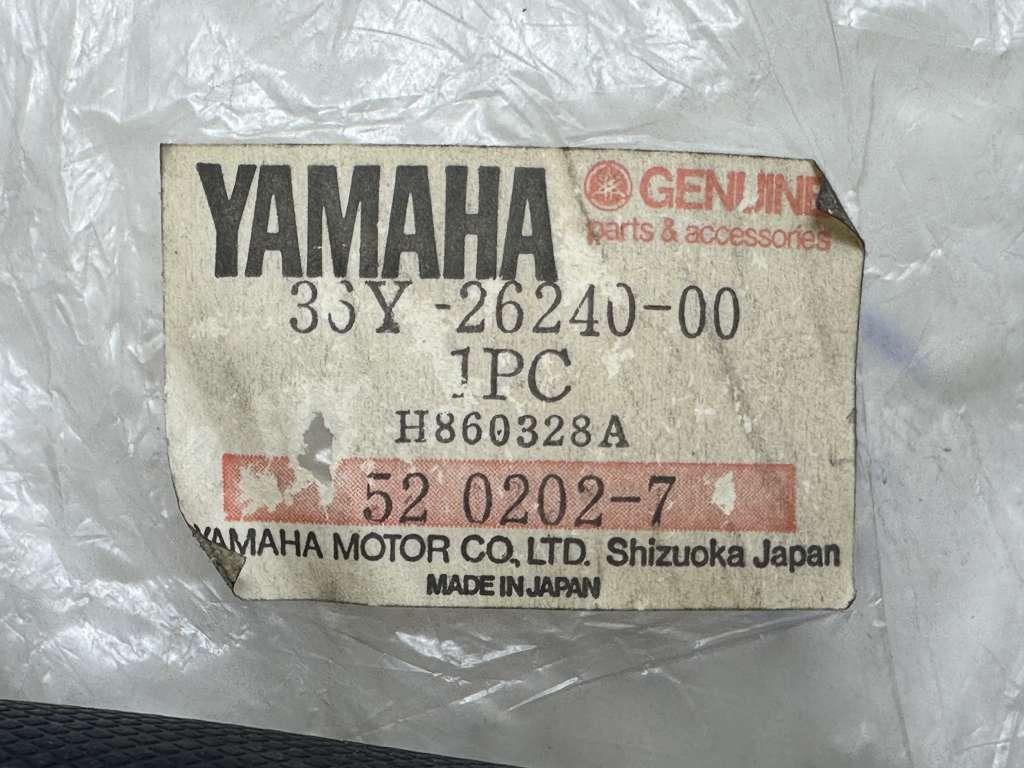 YAMAHA
GENUINE
parts & accessories
36Y-26240-00
1PC
H860328A
52 0202-7
YAMAHA MOTOR CO., LTD. Shizuoka Japan
MADE IN JAPAN